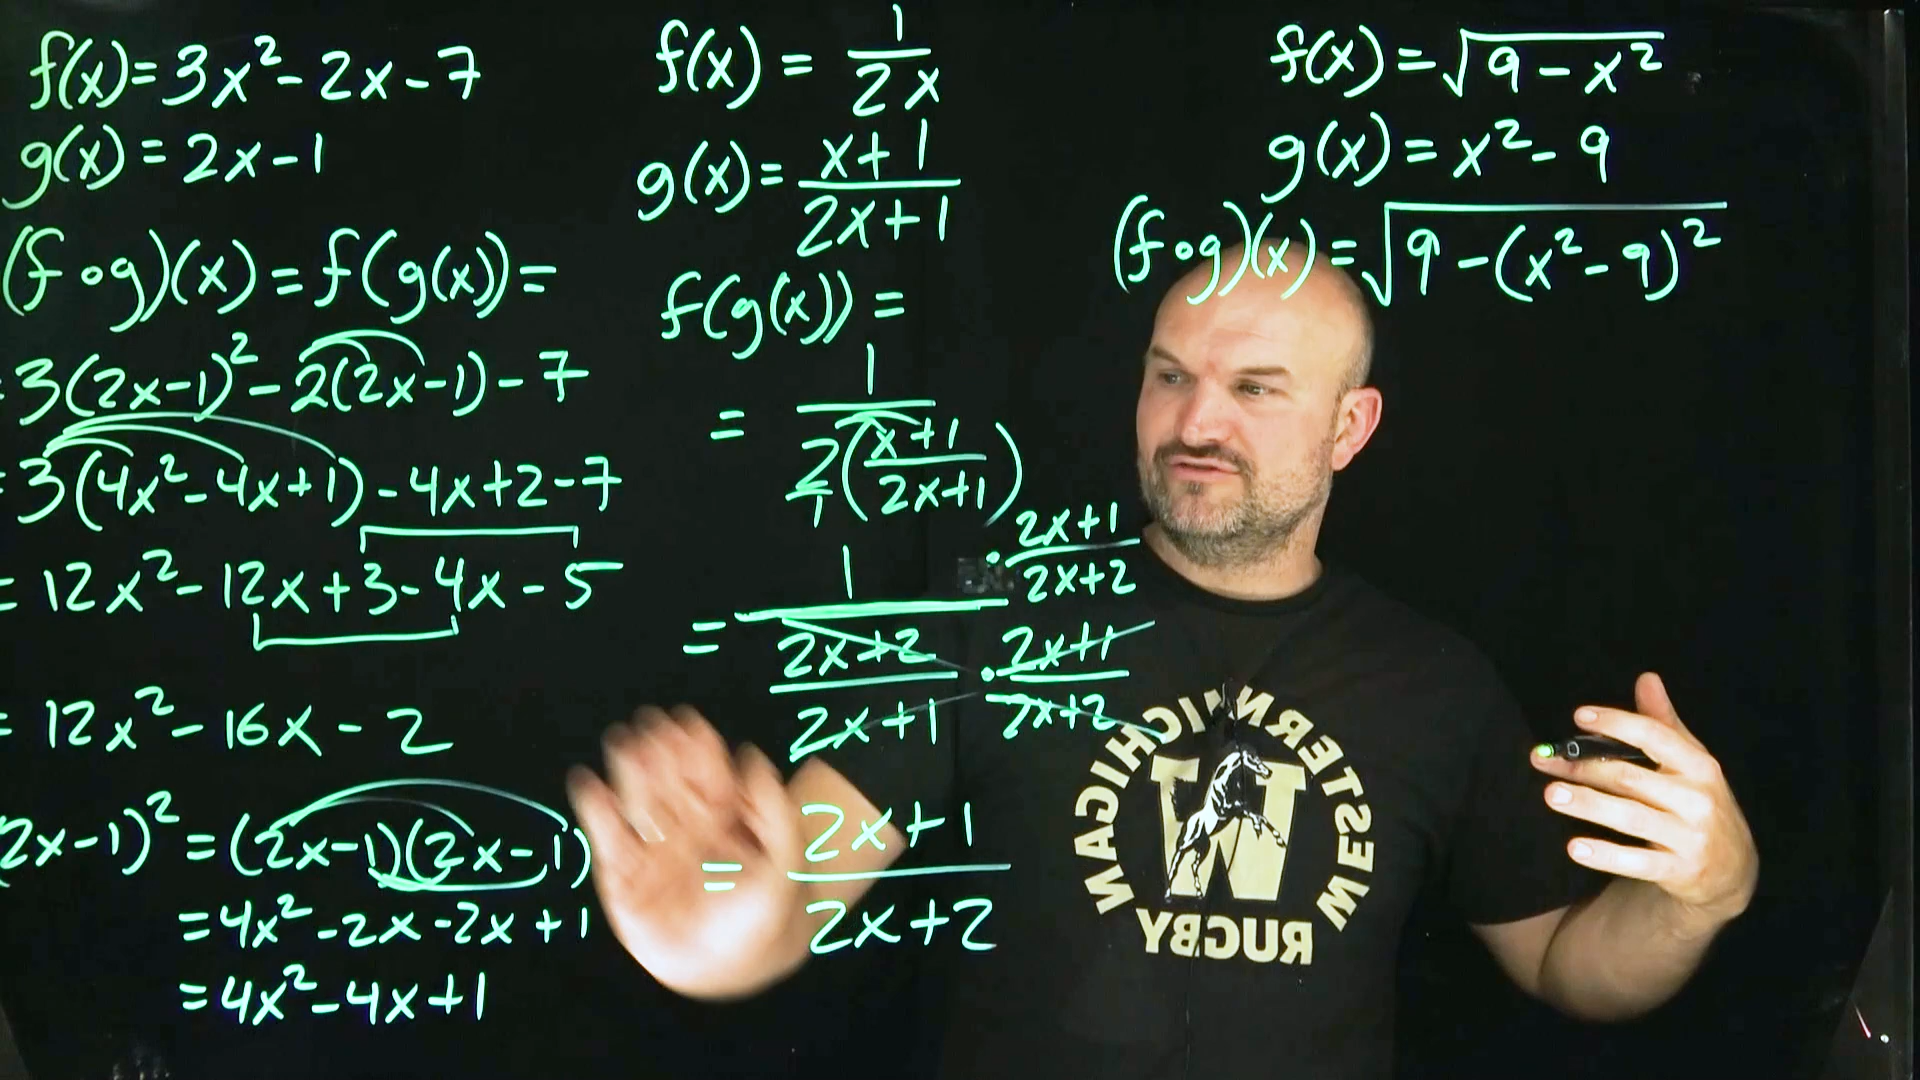 f(x)=3x²-2x-7
g(x)=2x-1
(f∘g)(x)=f(g(x))=
=3(2x-1)²-2(2x-1)-7
=3(4x²-4x+1)-4x+2-7
=12x²-12x+3-4x-5
=12x²-16x-2
(2x-1)²=(2x-1)(2x-1)
=4x²-2x-2x+1
=4x²-4x+1
f(x)=1/2x
g(x)=x+1/2x+1
f(g(x))=
=1/(2/1(x+1/2x+1))
=1/(2x+2/2x+1)·(2x+1/2x+2)/(2x+1/2x+2)
=2x+1/2x+2
f(x)=√9-x²
g(x)=x²-9
(f∘g)(x)=√9-(x²-9)²
WESTERN MICHIGAN
W
RUGBY